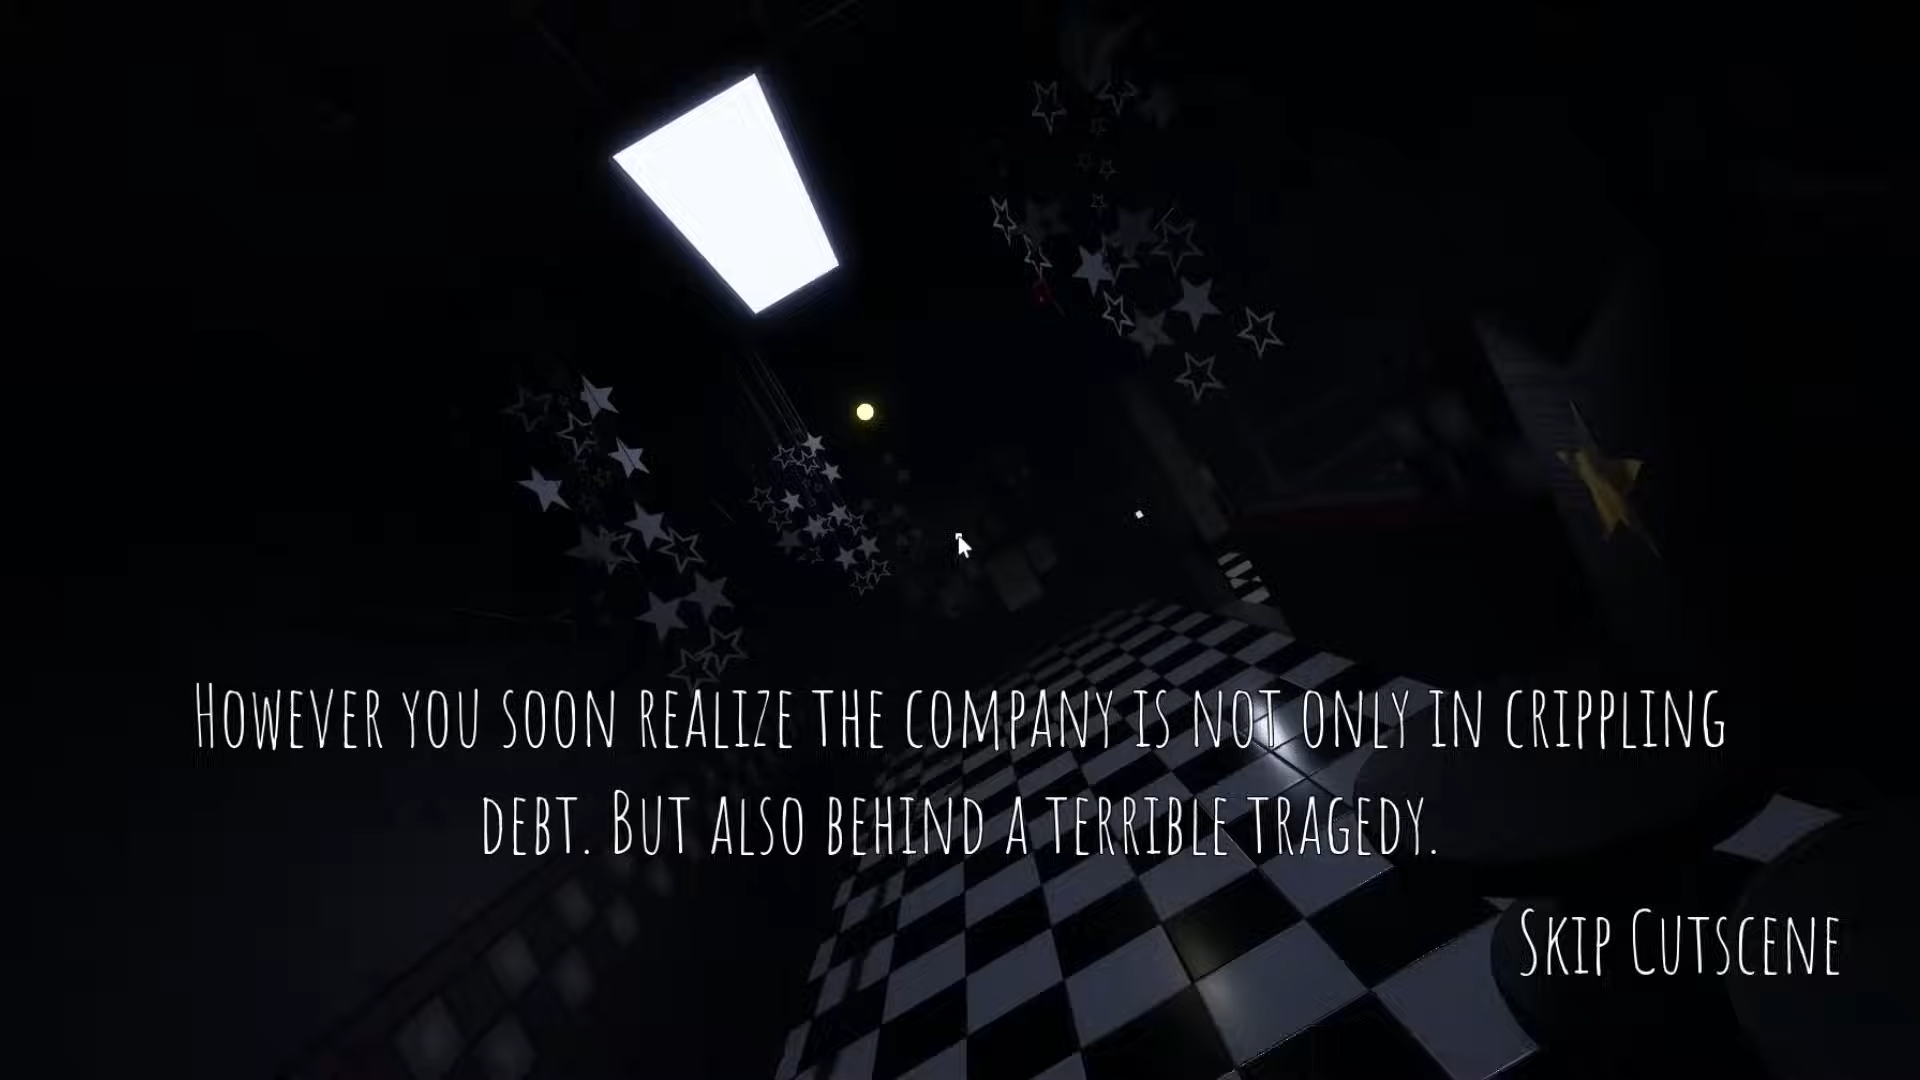 However you soon realize the company is not only in crippling
debt. But also behind a terrible tragedy.
Skip Cutscene